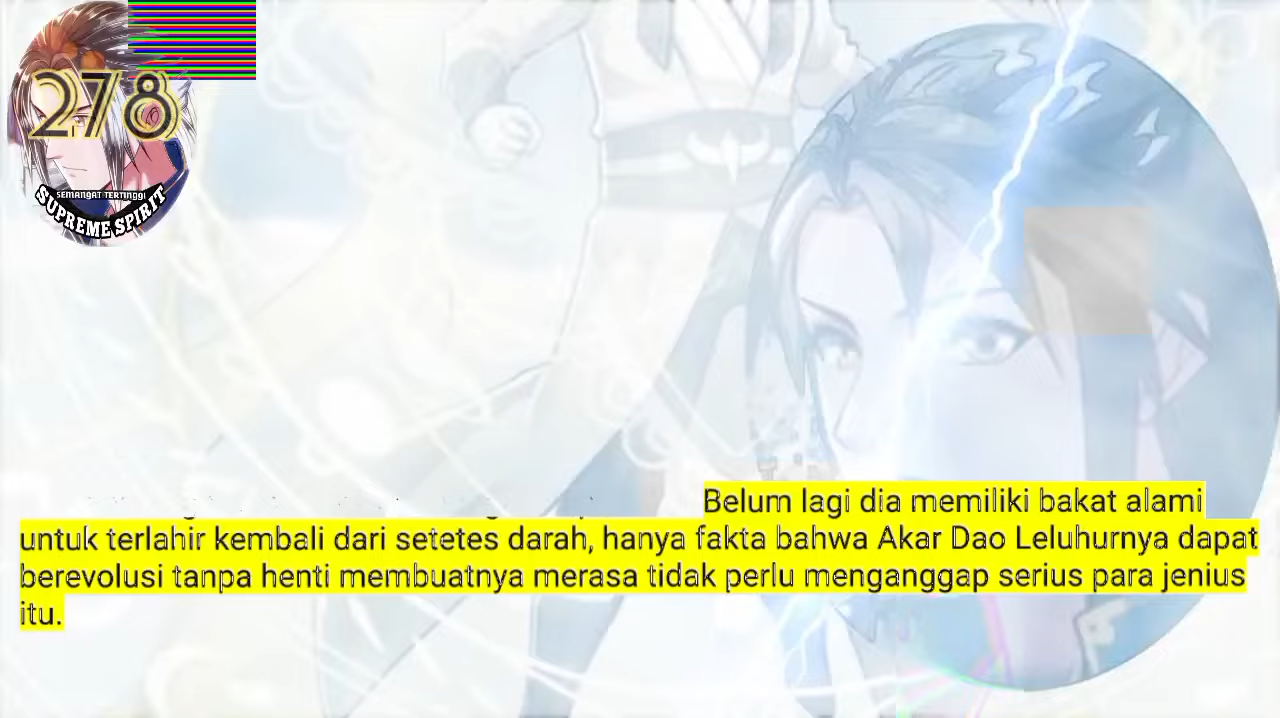 278
SEMANGAT TERTINGGI
SUPREME SPIRIT
Belum lagi dia memiliki bakat alami
untuk terlahir kembali dari setetes darah, hanya fakta bahwa Akar Dao Leluhurnya dapat
berevolusi tanpa henti membuatnya merasa tidak perlu menganggap serius para jenius
itu.